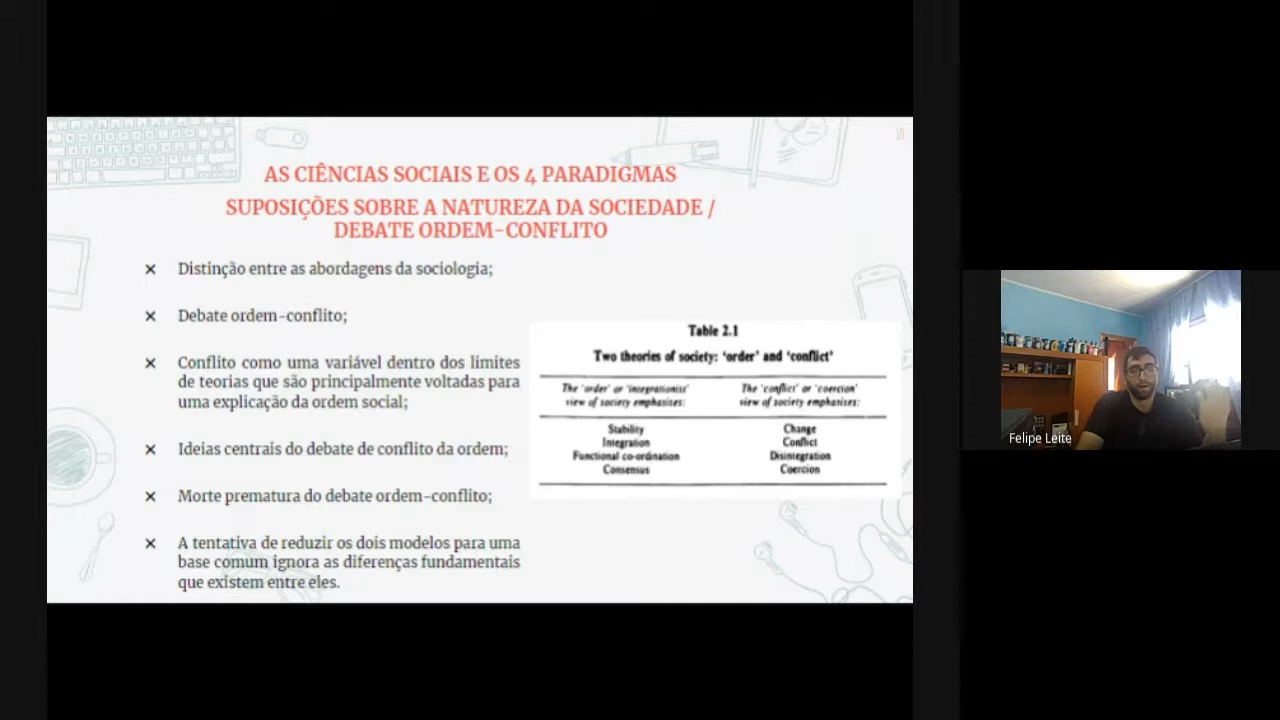 10
AS CIÊNCIAS SOCIAIS E OS 4 PARADIGMAS
SUPOSIÇÕES SOBRE A NATUREZA DA SOCIEDADE /
DEBATE ORDEM-CONFLITO
× Distinção entre as abordagens da sociologia;
× Debate ordem-conflito;
× Conflito como uma variável dentro dos limites
de teorias que são principalmente voltadas para
uma explicação da ordem social;
× Ideias centrais do debate de conflito da ordem;
× Morte prematura do debate ordem-conflito;
× A tentativa de reduzir os dois modelos para uma
base comum ignora as diferenças fundamentais
que existem entre eles.
Table 2.1
Two theories of society: 'order' and 'conflict'
The 'order' or 'integrationist'
view of society emphasises:
The 'conflict' or 'coercion'
view of society emphasises:
Stability Change
Integration Conflict
Functional co-ordination Disintegration
Consensus Coercion
Felipe Leite